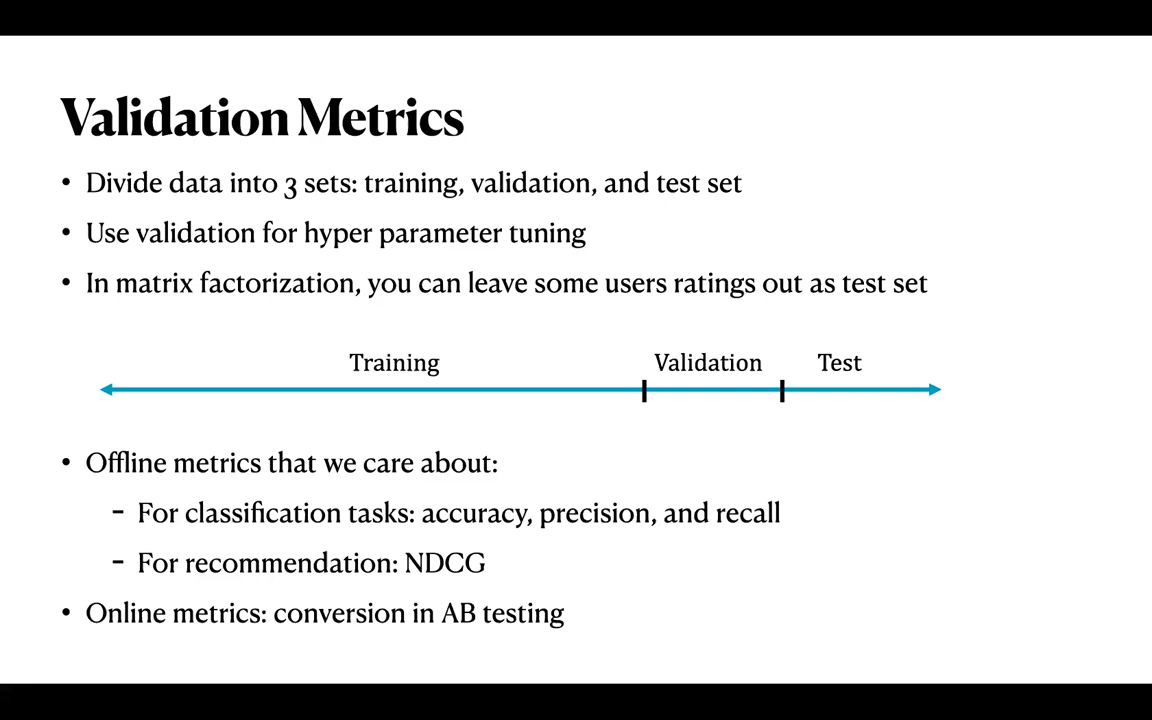 Validation Metrics
• Divide data into 3 sets: training, validation, and test set
• Use validation for hyper parameter tuning
• In matrix factorization, you can leave some users ratings out as test set
Training Validation Test
• Offline metrics that we care about:
- For classification tasks: accuracy, precision, and recall
- For recommendation: NDCG
• Online metrics: conversion in AB testing